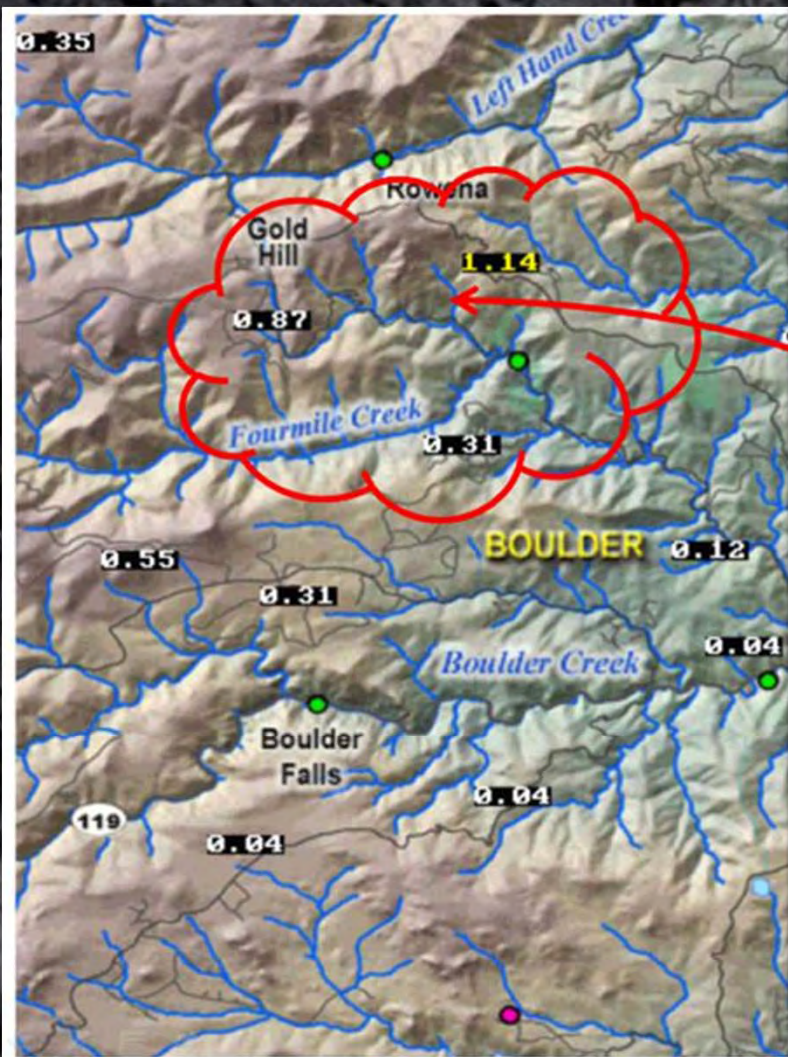 0.35
Left Hand
Rowena
Gold
Hill
1.14
0.87
Fourmile Creek
0.31
BOULDER
0.12
0.55
0.31
0.04
Boulder Creek
Boulder
Falls
0.04
119
0.04